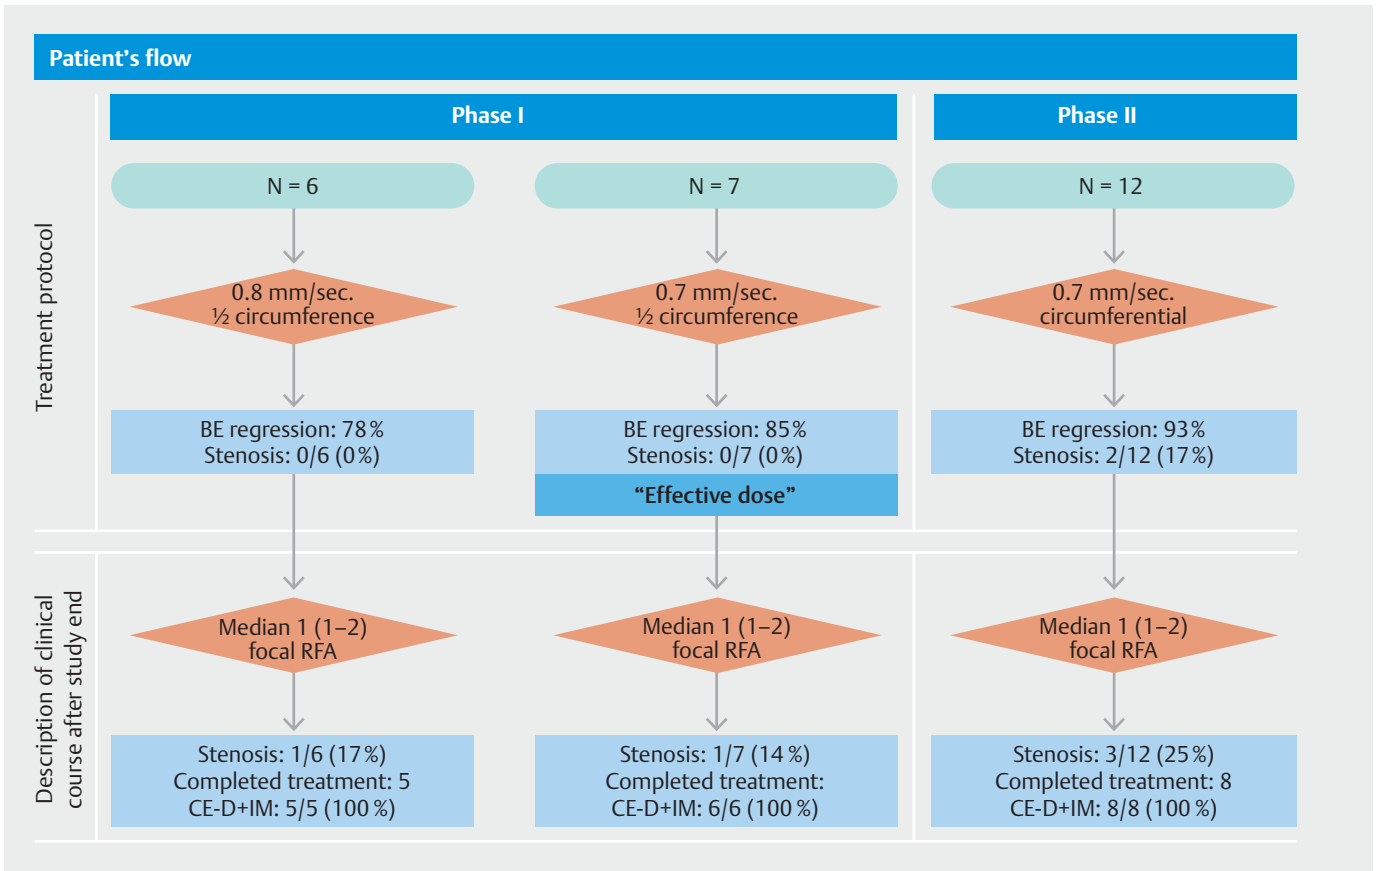 Patient's flow
Phase I
Phase II
Treatment protocol
N = 6
N = 7
N = 12
0.8 mm/sec.
½ circumference
0.7 mm/sec.
½ circumference
0.7 mm/sec.
circumferential
BE regression: 78%
Stenosis: 0/6 (0%)
BE regression: 85%
Stenosis: 0/7 (0%)
“Effective dose”
BE regression: 93%
Stenosis: 2/12 (17%)
Description of clinical
course after study end
Median 1 (1–2)
focal RFA
Median 1 (1–2)
focal RFA
Median 1 (1–2)
focal RFA
Stenosis: 1/6 (17%)
Completed treatment: 5
CE-D+IM: 5/5 (100%)
Stenosis: 1/7 (14%)
Completed treatment:
CE-D+IM: 6/6 (100%)
Stenosis: 3/12 (25%)
Completed treatment: 8
CE-D+IM: 8/8 (100%)